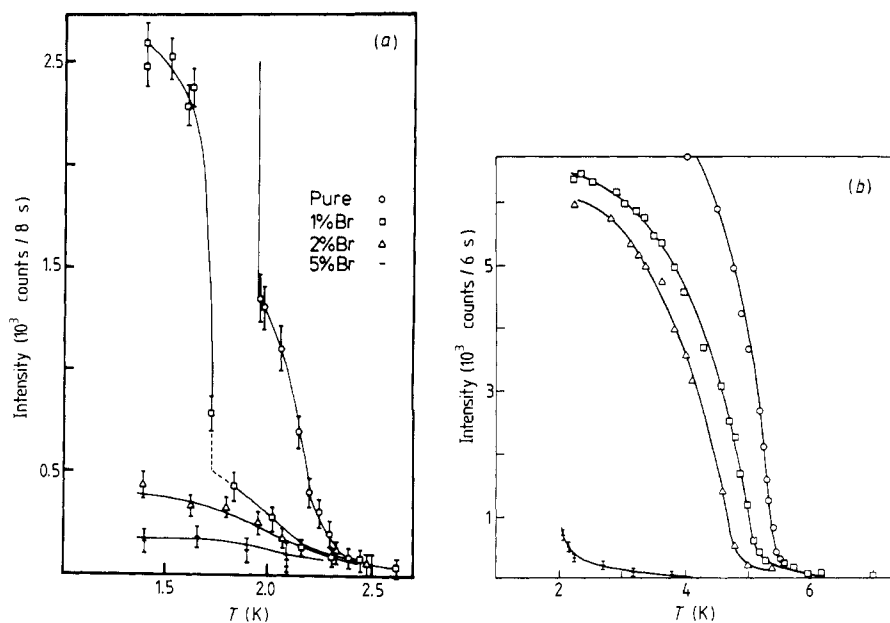 (a)
2.5
1.5
0.5
Intensity (10³ counts / 8 s)
Pure
1%Br
2%Br
5%Br
1.5
2.0
2.5
T (K)
(b)
5
3
1
Intensity (10³ counts / 6 s)
2
4
6
T (K)